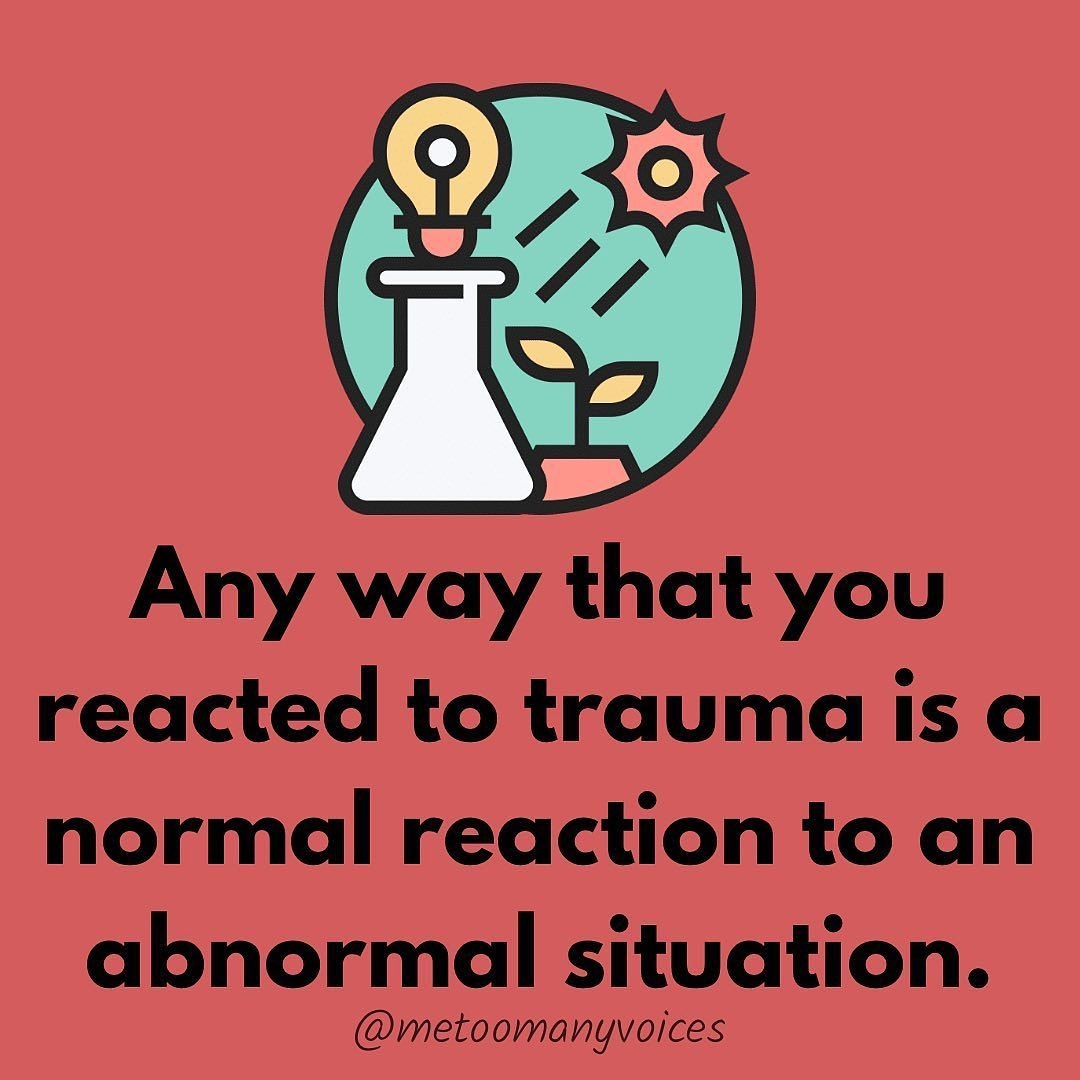 Any way that you
reacted to trauma is a
normal reaction to an
abnormal situation.
@metoomanyvoices